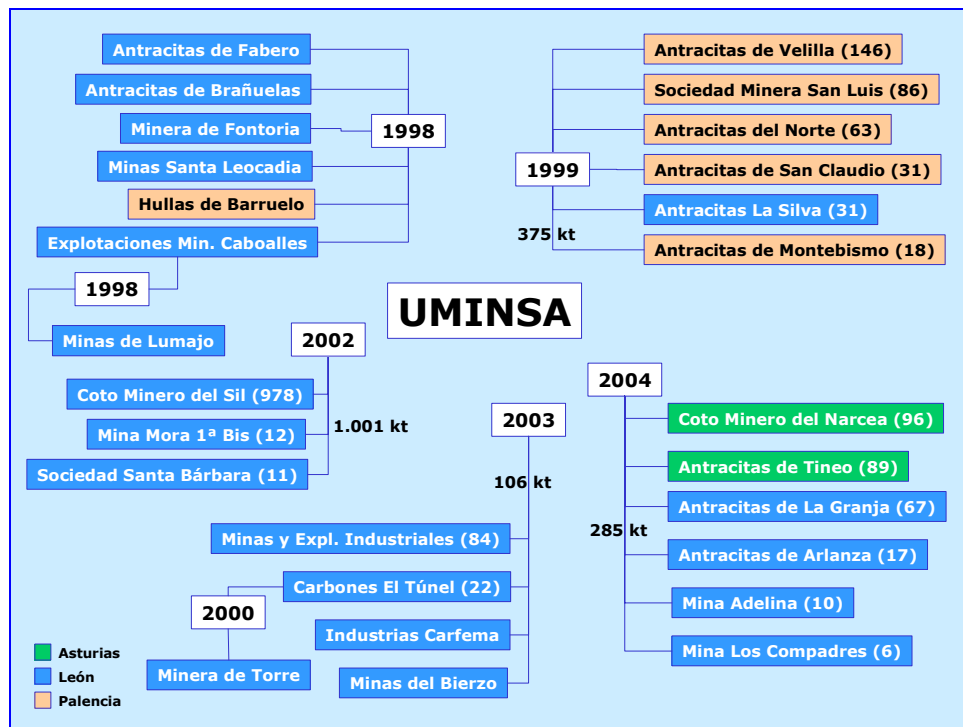 Antracitas de Fabero
Antracitas de Brañuelas
Minera de Fontoria
1998
Minas Santa Leocadia
Hullas de Barruelo
Explotaciones Min. Caboalles
1998
Minas de Lumajo
Antracitas de Velilla (146)
Sociedad Minera San Luis (86)
Antracitas del Norte (63)
1999
Antracitas de San Claudio (31)
Antracitas La Silva (31)
375 kt
Antracitas de Montebismo (18)
UMINSA
2002
Coto Minero del Sil (978)
Mina Mora 1ª Bis (12)
1.001 kt
Sociedad Santa Bárbara (11)
2003
106 kt
Minas y Expl. Industriales (84)
Carbones El Túnel (22)
2000
Minera de Torre
Industrias Carfema
Minas del Bierzo
2004
Coto Minero del Narcea (96)
Antracitas de Tineo (89)
Antracitas de La Granja (67)
285 kt
Antracitas de Arlanza (17)
Mina Adelina (10)
Mina Los Compadres (6)
Asturias
León
Palencia